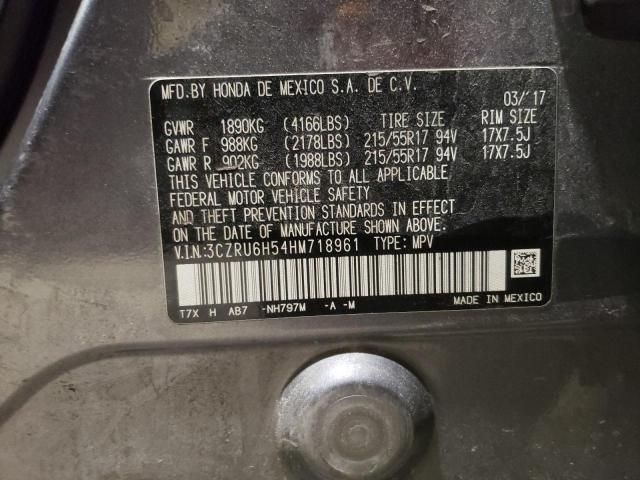 MFD.BY HONDA DE MEXICO S.A. DE C.V.
03/'17
GVWR 1890KG (4166LBS) TIRE SIZE RIM SIZE
GAWR F 988KG (2178LBS) 215/55R17 94V 17X7.5J
GAWR R 902KG (1988LBS) 215/55R17 94V 17X7.5J
THIS VEHICLE CONFORMS TO ALL APPLICABLE
FEDERAL MOTOR VEHICLE SAFETY
AND THEFT PREVENTION STANDARDS IN EFFECT
ON THE DATE OF MANUFACTURE SHOWN ABOVE.
V.I.N:3CZRU6H54HM718961 TYPE: MPV
T7X H AB7 -NH797M -A -M
MADE IN MEXICO